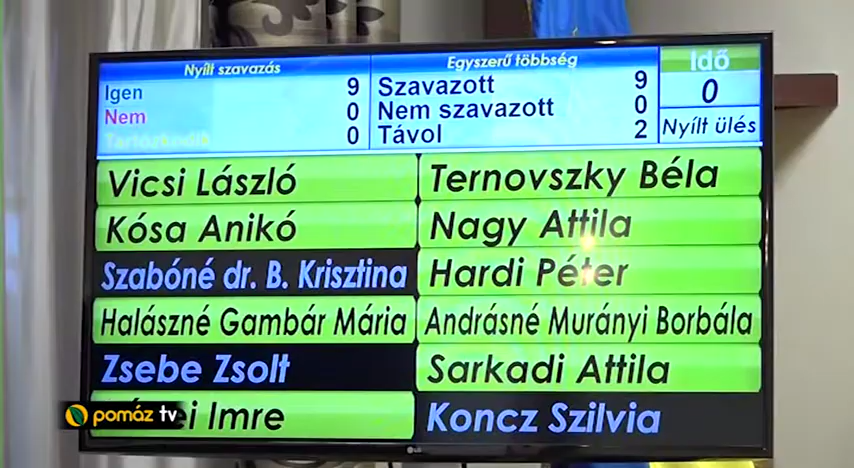 Nyílt szavazás
Igen 9
Nem 0
Tartózkodik 0
Egyszerű többség
Szavazott 9
Nem szavazott 0
Távol 2
Idő
0
Nyílt ülés
Vicsi László
Kósa Anikó
Szabóné dr. B. Krisztina
Halászné Gambár Mária
Zsebe Zsolt
Imre
Ternovszky Béla
Nagy Attila
Hardi Péter
Andrásné Murányi Borbála
Sarkadi Attila
Koncz Szilvia
pomáz tv
LG